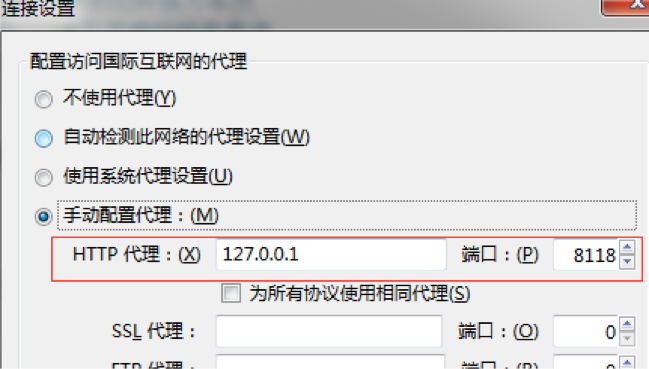 连接设置
配置访问国际互联网的代理
不使用代理(Y)
自动检测此网络的代理设置(W)
使用系统代理设置(U)
手动配置代理：(M)
HTTP 代理：(X) 127.0.0.1 端口：(P) 8118
为所有协议使用相同代理(S)
SSL 代理： 端口：(O) 0
FTP 代理： 端口：(R) 0